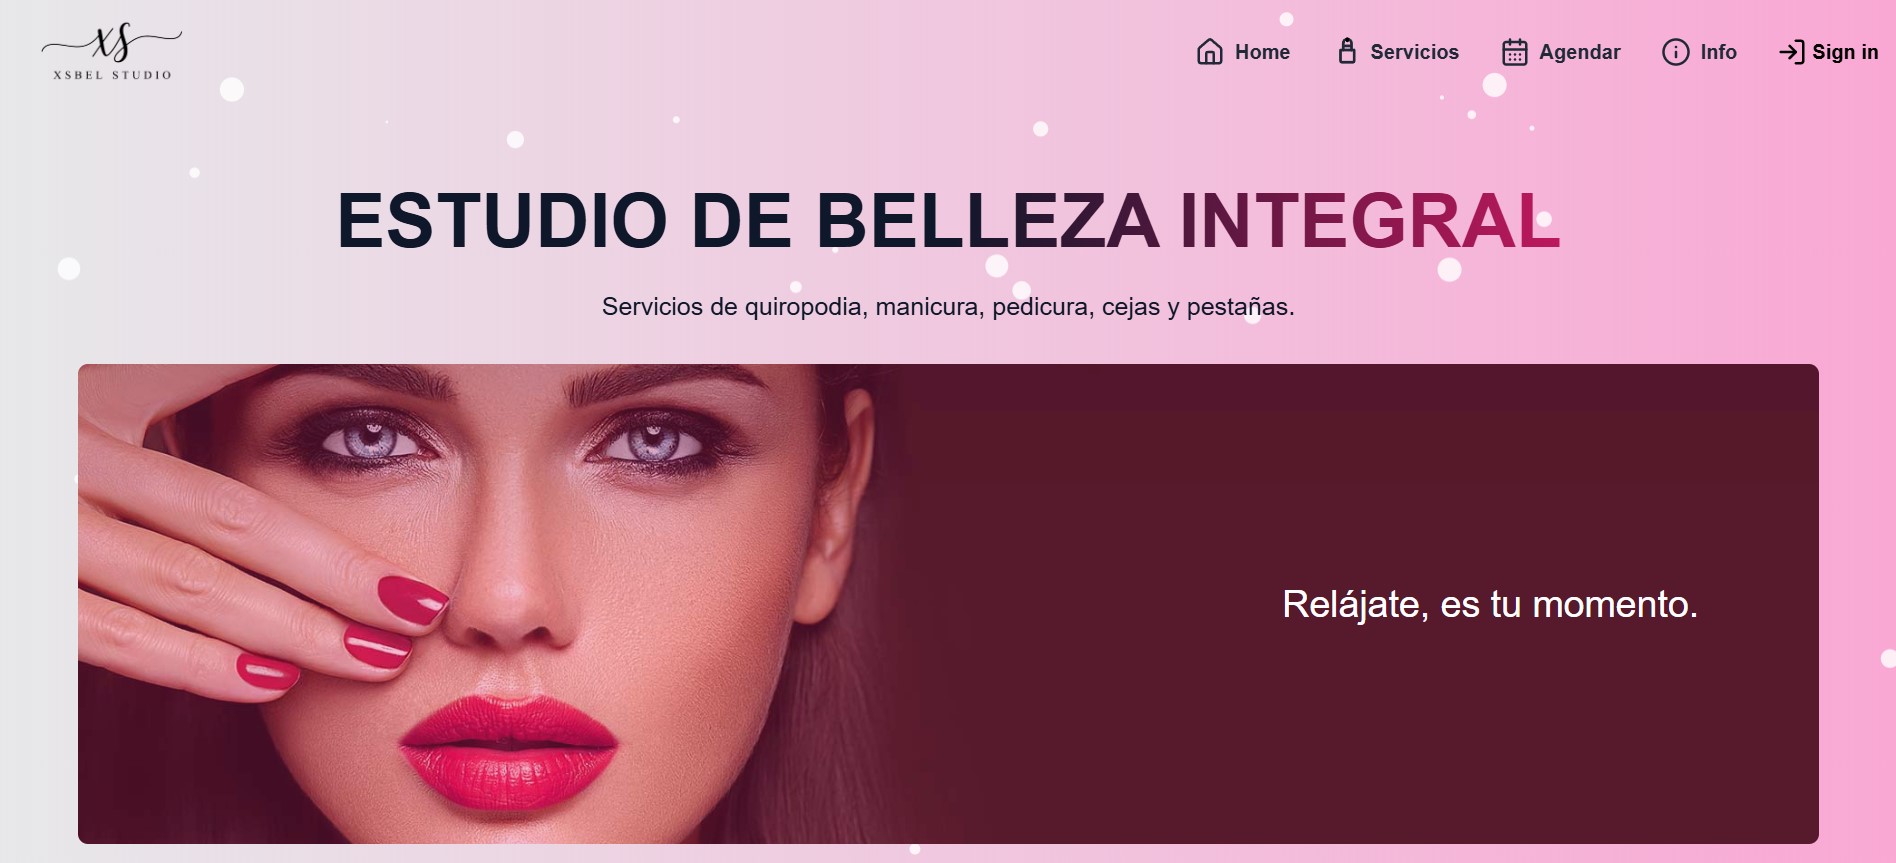 XS
XSBEL STUDIO
Home
Servicios
Agendar
Info
Sign in
ESTUDIO DE BELLEZA INTEGRAL
Servicios de quiropodia, manicura, pedicura, cejas y pestañas.
Relájate, es tu momento.